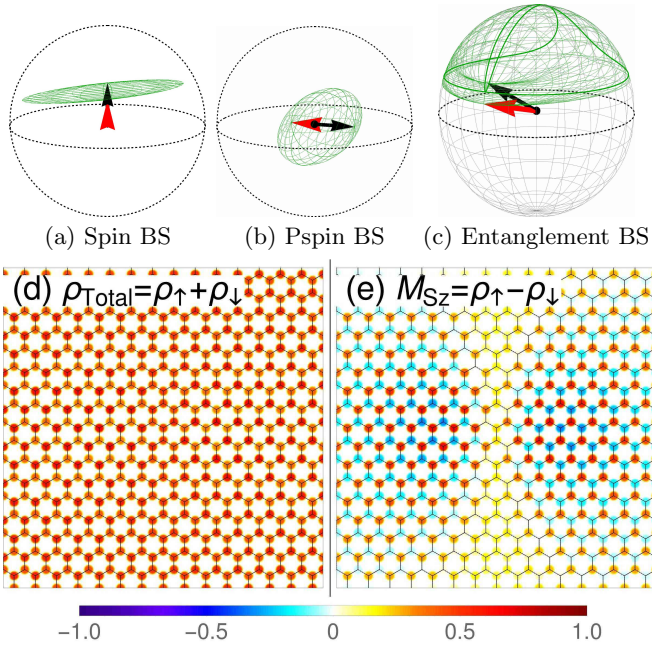 (a) Spin BS
(b) Pspin BS
(c) Entanglement BS
(d) ρTotal=ρ↑+ρ↓
(e) MSz=ρ↑−ρ↓
−1.0 −0.5 0 0.5 1.0